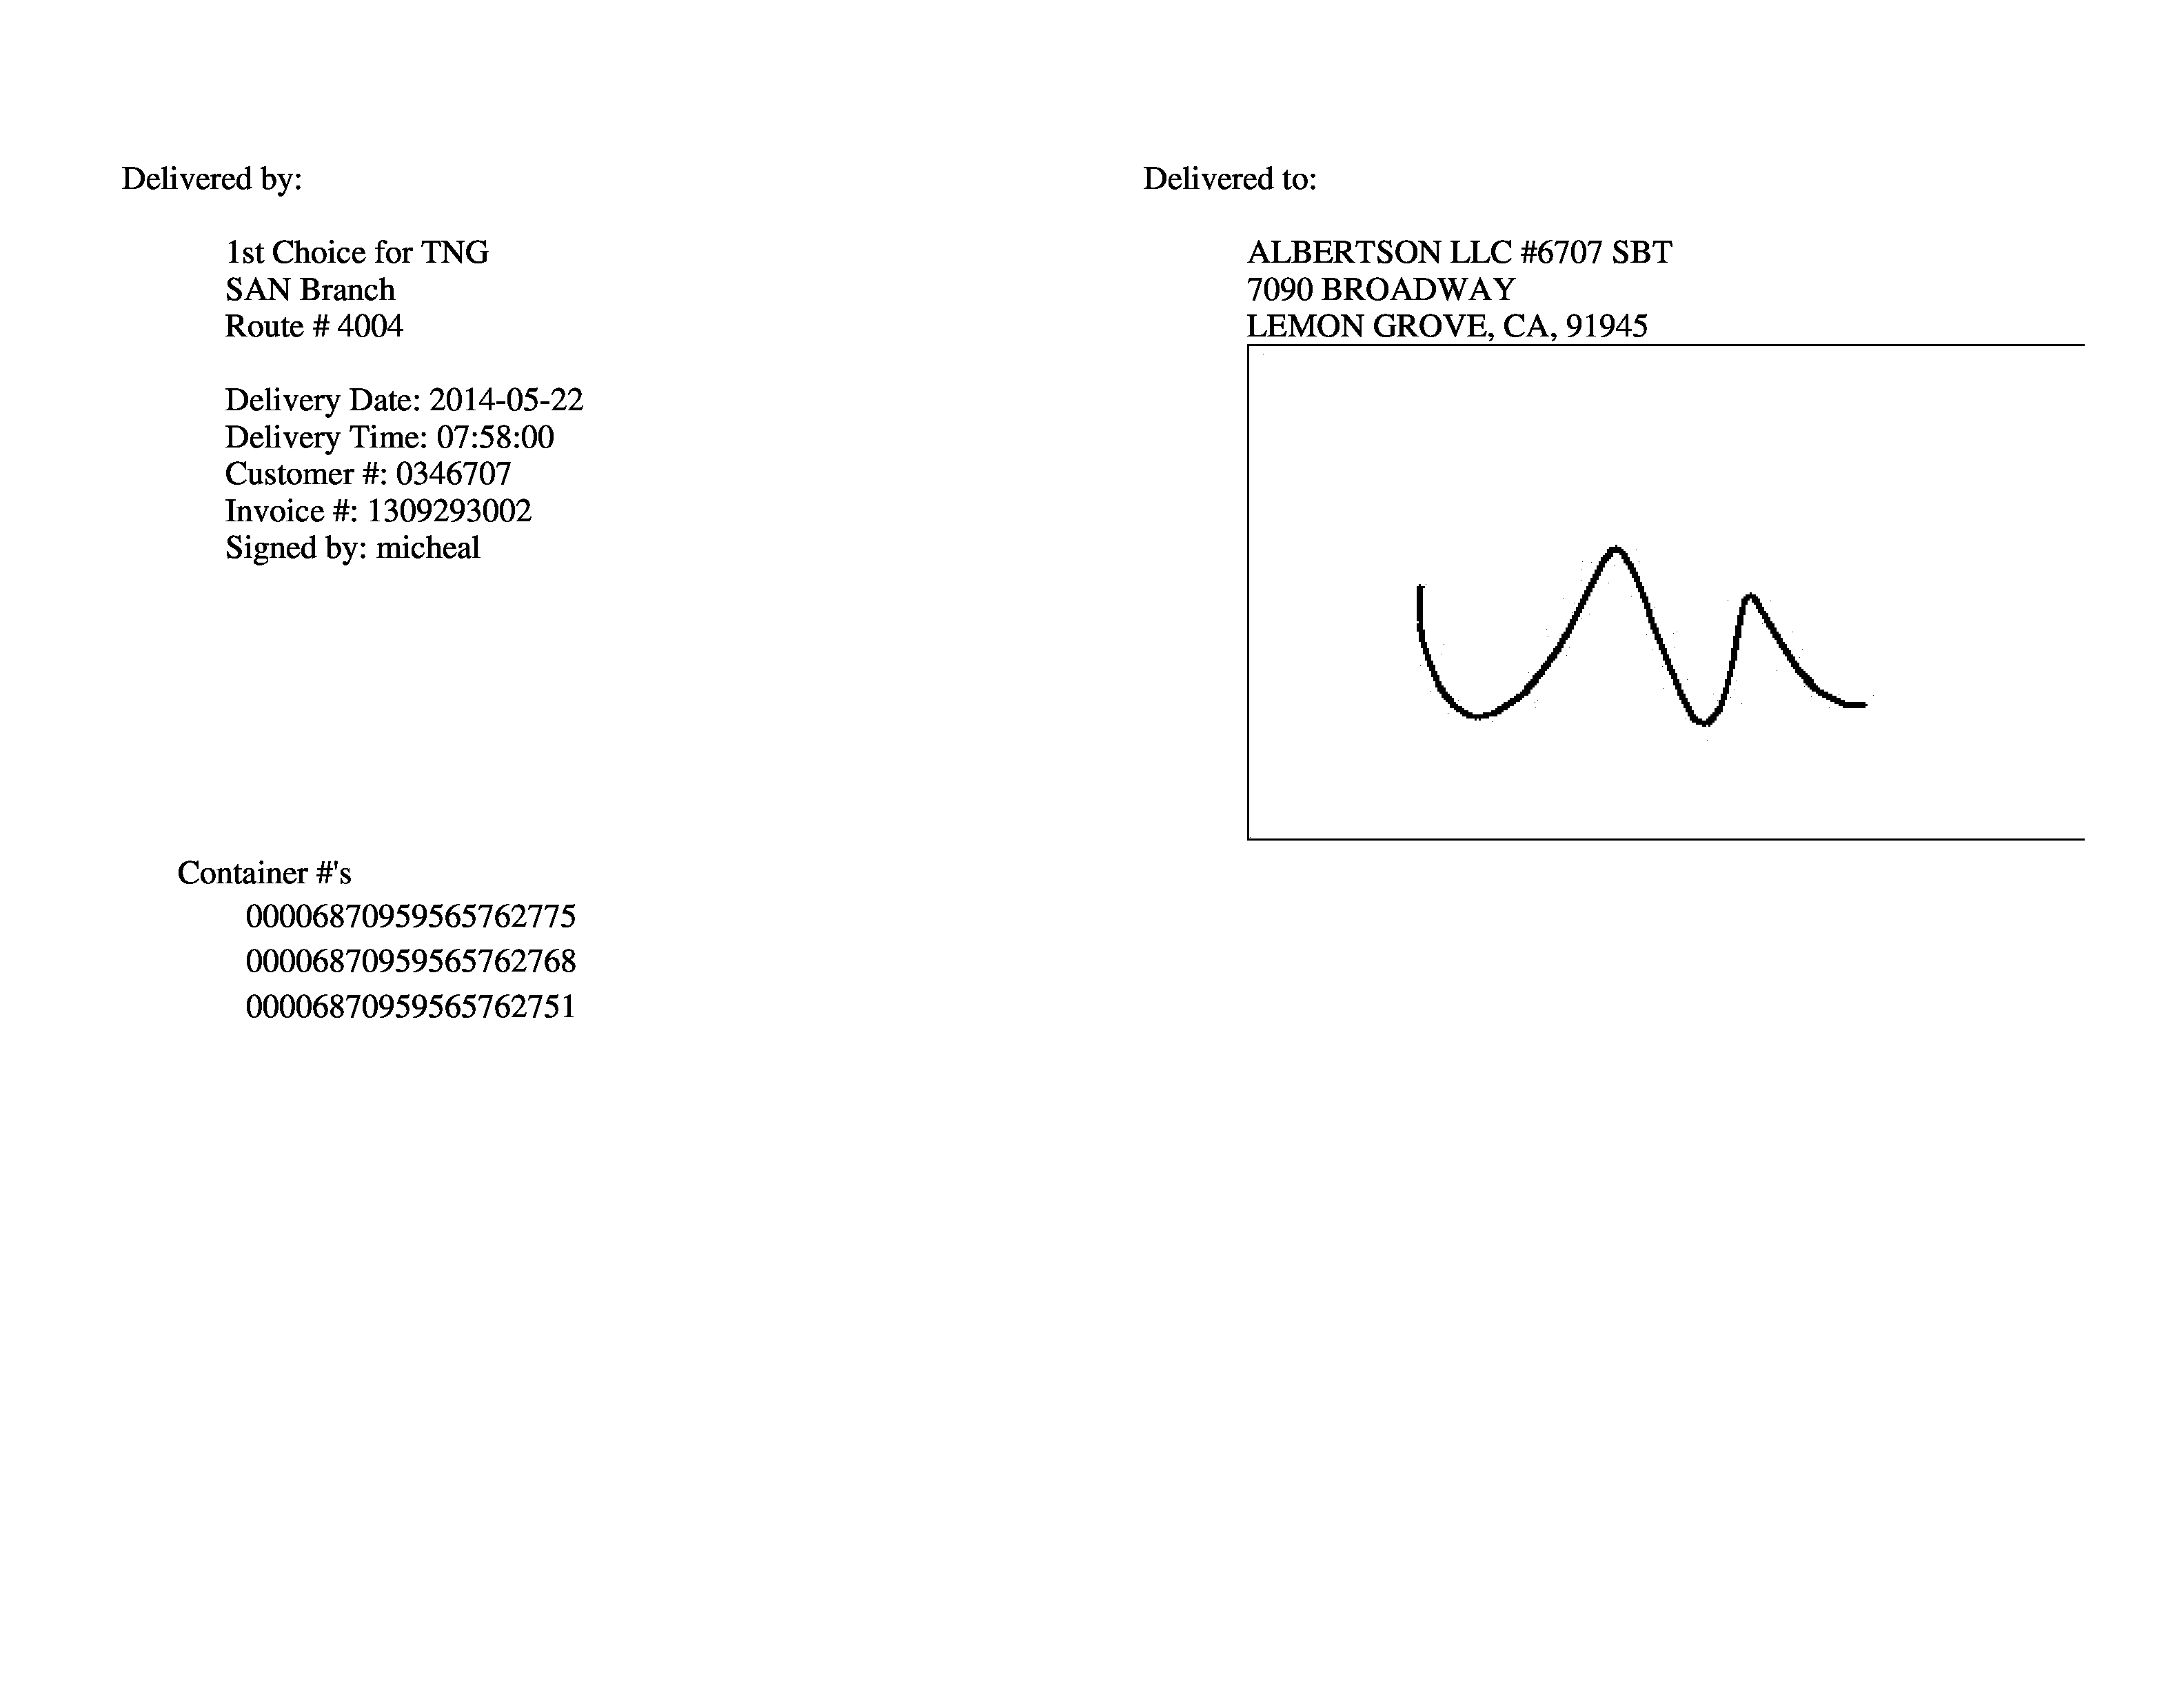 Delivered by:
1st Choice for TNG
SAN Branch
Route # 4004
Delivery Date: 2014-05-22
Delivery Time: 07:58:00
Customer #: 0346707
Invoice #: 1309293002
Signed by: micheal
Delivered to:
ALBERTSON LLC #6707 SBT
7090 BROADWAY
LEMON GROVE, CA, 91945
Container #'s
00006870959565762775
00006870959565762768
00006870959565762751